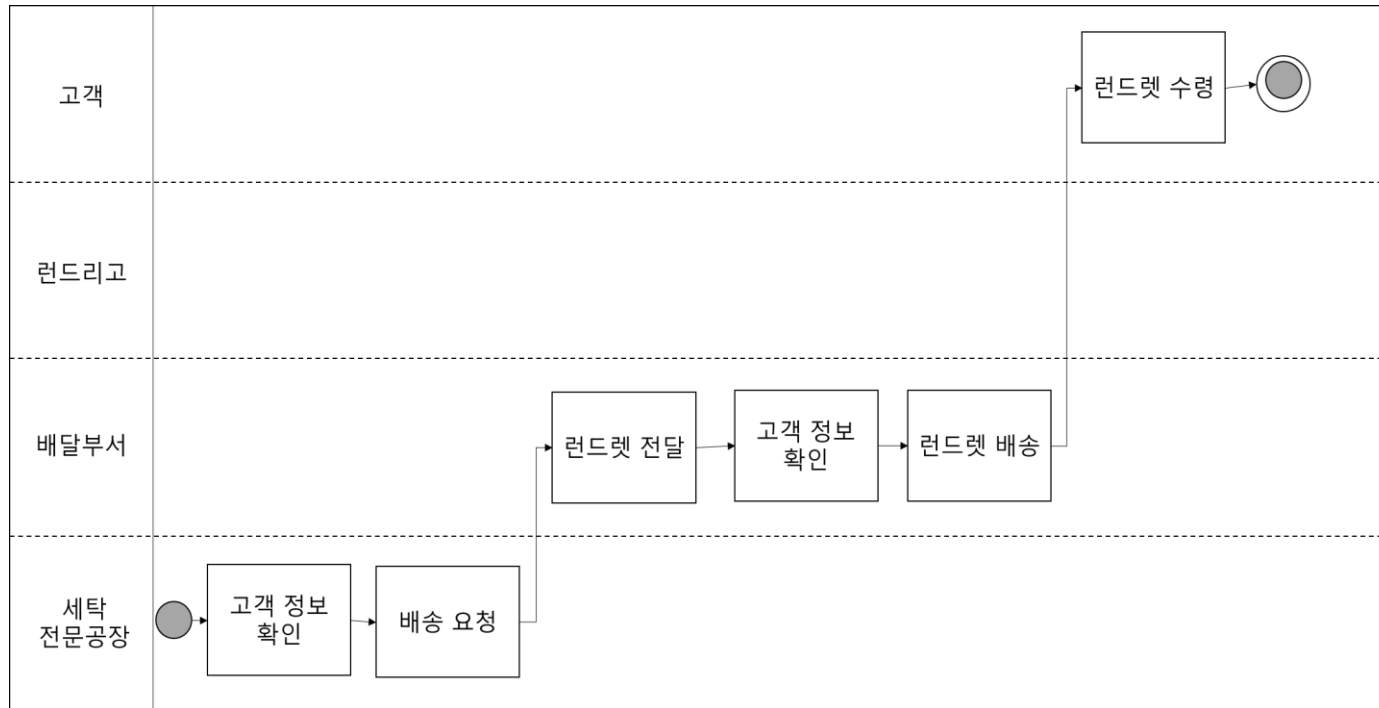 고객
런드렛 수령
런드리고
배달부서
런드렛 전달
고객 정보
확인
런드렛 배송
세탁
전문공장
고객 정보
확인
배송 요청